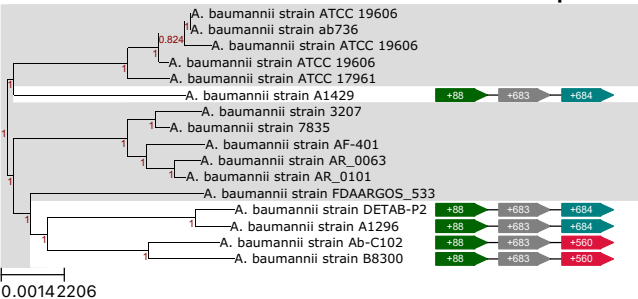 A. baumannii strain ATCC 19606
1
A. baumannii strain ab736
0.824
A. baumannii strain ATCC 19606
1
A. baumannii strain ATCC 19606
1
A. baumannii strain ATCC 17961
A. baumannii strain A1429 +88 +683 +684
A. baumannii strain 3207
1
A. baumannii strain 7835
1
1
A. baumannii strain AF-401
1
A. baumannii strain AR_0063
1
1
A. baumannii strain AR_0101
1
A. baumannii strain FDAARGOS_533
A. baumannii strain DETAB-P2 +88 +683 +684
1
1
A. baumannii strain A1296 +88 +683 +684
A. baumannii strain Ab-C102 +88 +683 +560
1
1
A. baumannii strain B8300 +88 +683 +560
0.00142206